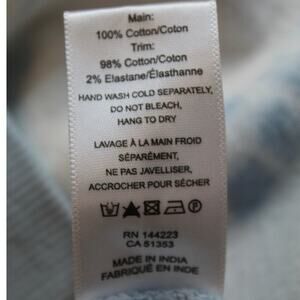 Main:
100% Cotton/Coton
Trim:
98% Cotton/Coton
2% Elastane/Élasthanne
HAND WASH COLD SEPARATELY,
DO NOT BLEACH,
HANG TO DRY
LAVAGE À LA MAIN FROID
SÉPARÉMENT,
NE PAS JAVELLISER,
ACCROCHER POUR SÉCHER
RN 144223
CA 51353
MADE IN INDIA
FABRIQUÉ EN INDE